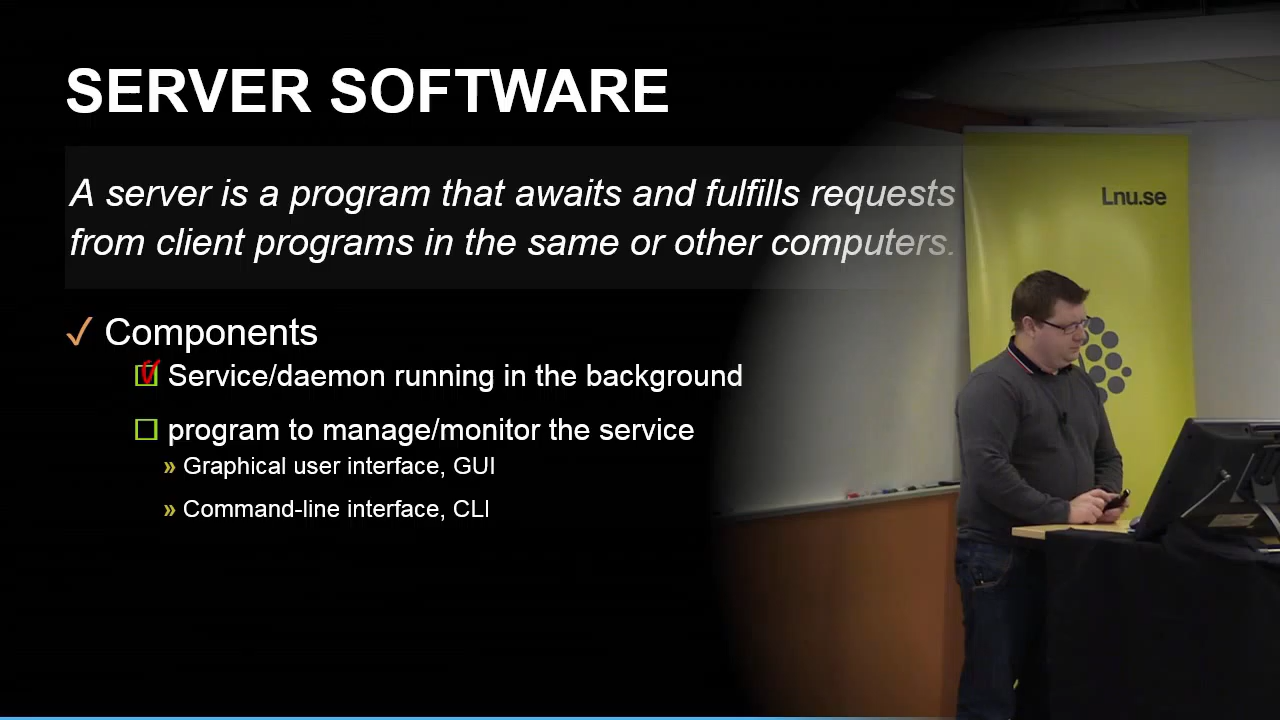 SERVER SOFTWARE
A server is a program that awaits and fulfills requests
from client programs in the same or other computers.
Lnu.se
✓ Components
Service/daemon running in the background
program to manage/monitor the service
» Graphical user interface, GUI
» Command-line interface, CLI